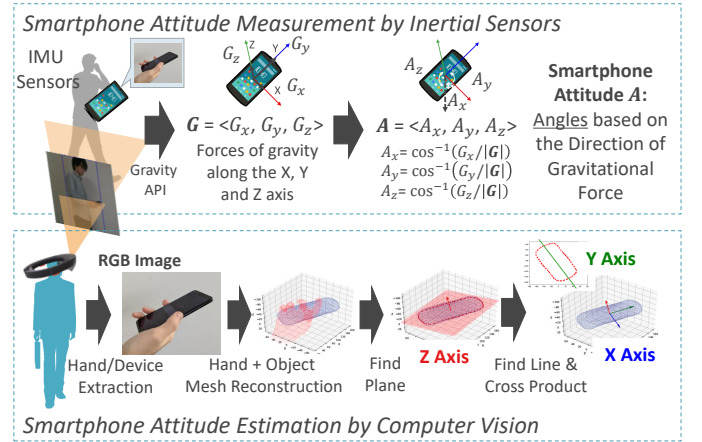 Smartphone Attitude Measurement by Inertial Sensors
IMU
Sensors
Gravity
API
Z
Y
X
G_z
G_y
G_x
G = <G_x, G_y, G_z>
Forces of gravity
along the X, Y
and Z axis
A_z
A_y
A_x
A = <A_x, A_y, A_z>
A_x= cos⁻¹(G_x/|G|)
A_y= cos⁻¹(G_y/|G|)
A_z= cos⁻¹(G_z/|G|)
Smartphone
Attitude A:
Angles based on
the Direction of
Gravitational
Force
RGB Image
Hand/Device
Extraction
Hand + Object
Mesh Reconstruction
Find
Plane
Z Axis
Find Line &
Cross Product
Y Axis
X Axis
Smartphone Attitude Estimation by Computer Vision